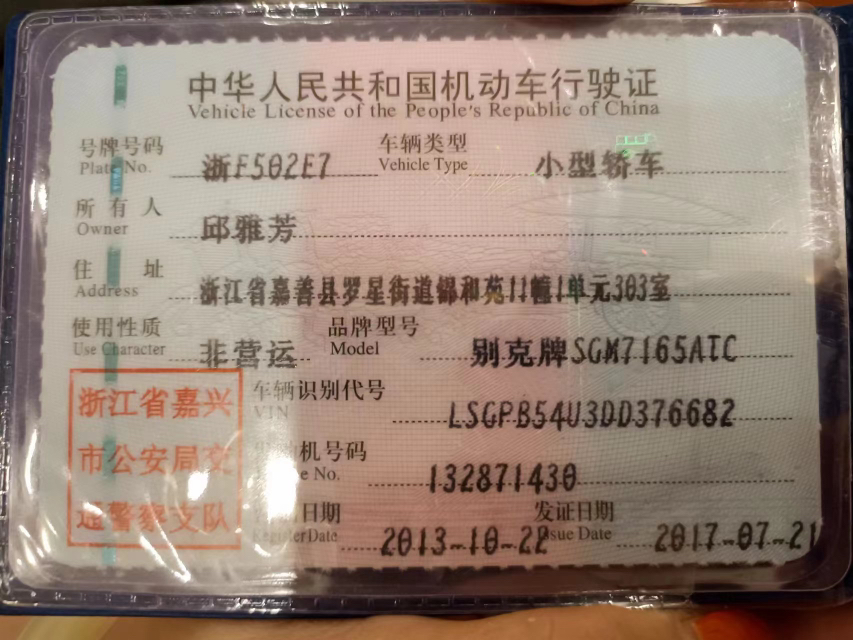 中华人民共和国机动车行驶证
Vehicle License of the People's Republic of China
号牌号码 浙F502E7 车辆类型 小型轿车
Plate No. Vehicle Type
所有人 邱雅芳
Owner
住址 浙江省嘉善县罗星街道锦和苑11幢1单元303室
Address
使用性质 非营运 品牌型号 别克牌SGM7165ATC
Use Character Model
车辆识别代号 LSGPB54U3DD376682
VIN
机号码 132871430
e No.
日期 2013-10-22 发证日期 2017-07-21
Register Date Issue Date
浙江省嘉兴
市公安局交
通警察支队